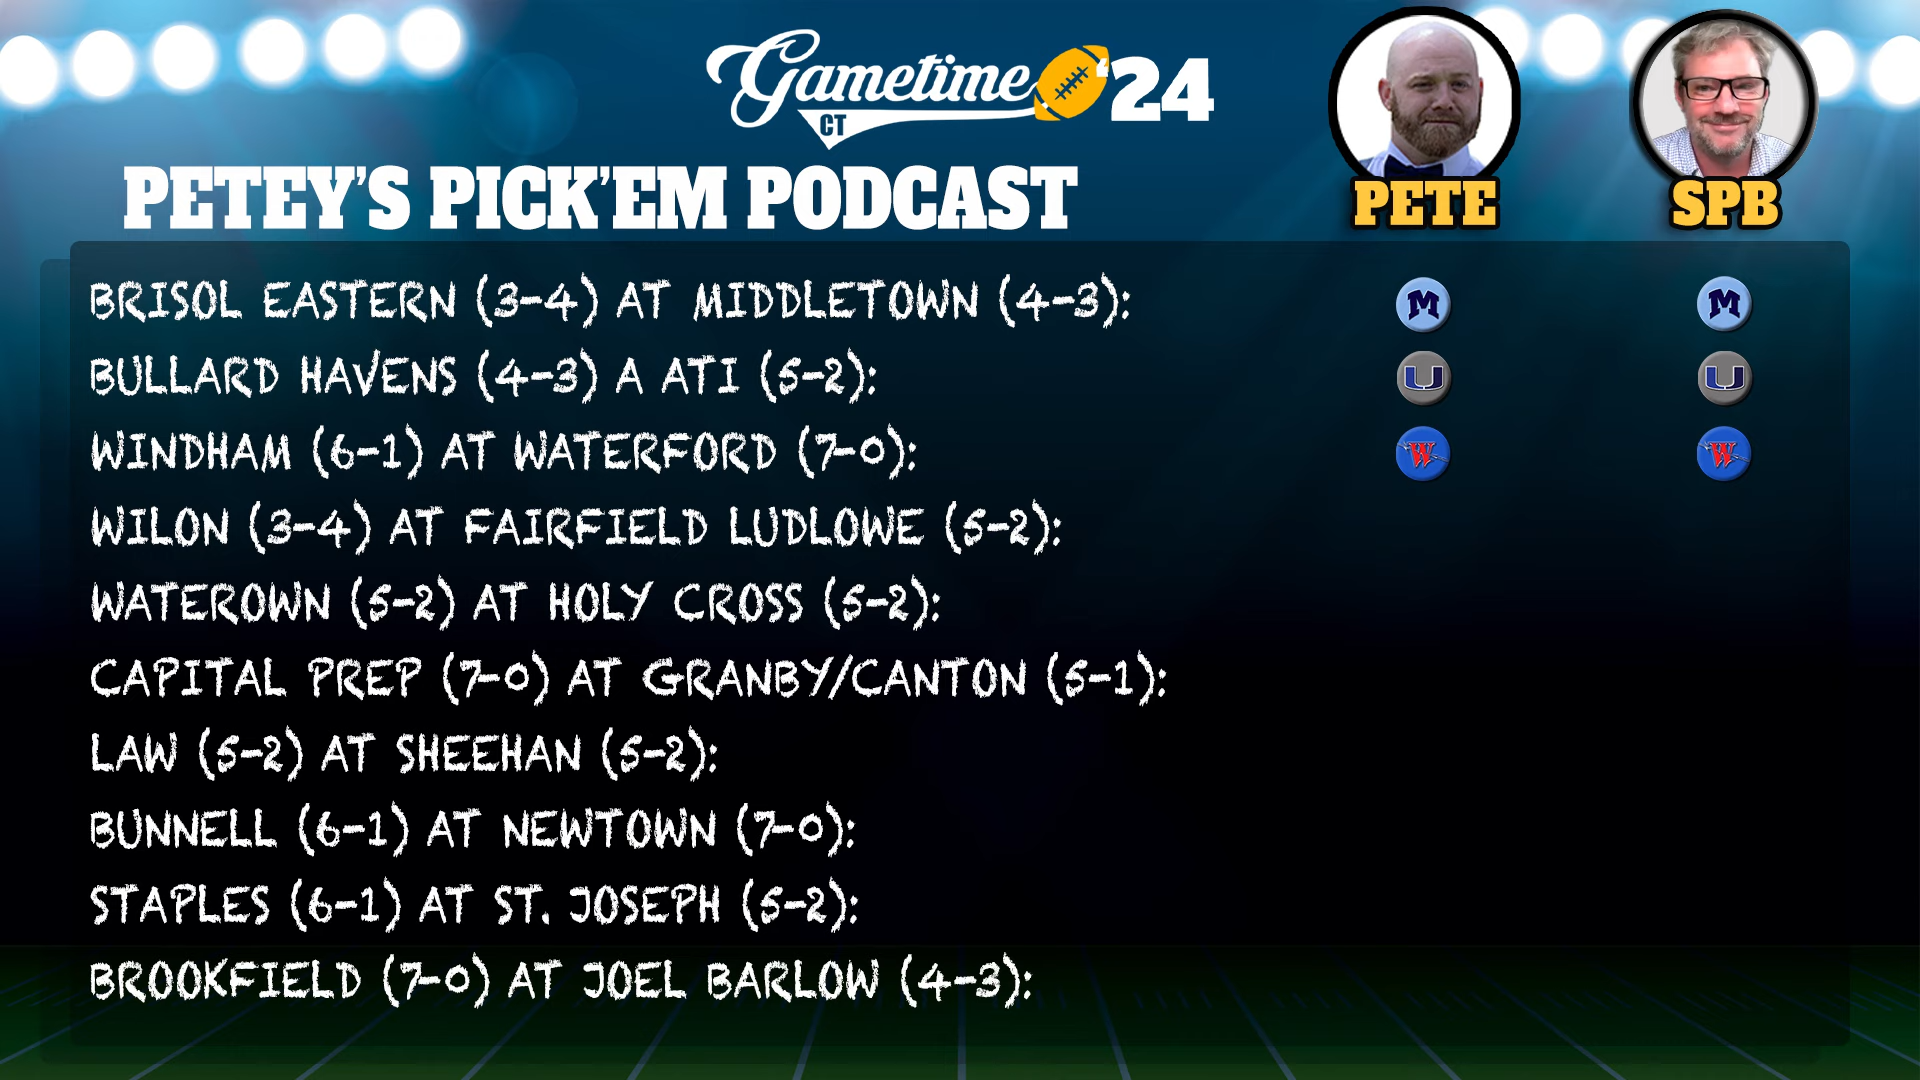 Gametime '24
CT
PETEY'S PICK'EM PODCAST
PETE
SPB
BRISOL EASTERN (3-4) AT MIDDLETOWN (4-3):
M
M
BULLARD HAVENS (4-3) A ATI (5-2):
U
U
WINDHAM (6-1) AT WATERFORD (7-0):
W
W
WILON (3-4) AT FAIRFIELD LUDLOWE (5-2):
WATEROWN (5-2) AT HOLY CROSS (5-2):
CAPITAL PREP (7-0) AT GRANBY/CANTON (5-1):
LAW (5-2) AT SHEEHAN (5-2):
BUNNELL (6-1) AT NEWTOWN (7-0):
STAPLES (6-1) AT ST. JOSEPH (5-2):
BROOKFIELD (7-0) AT JOEL BARLOW (4-3):